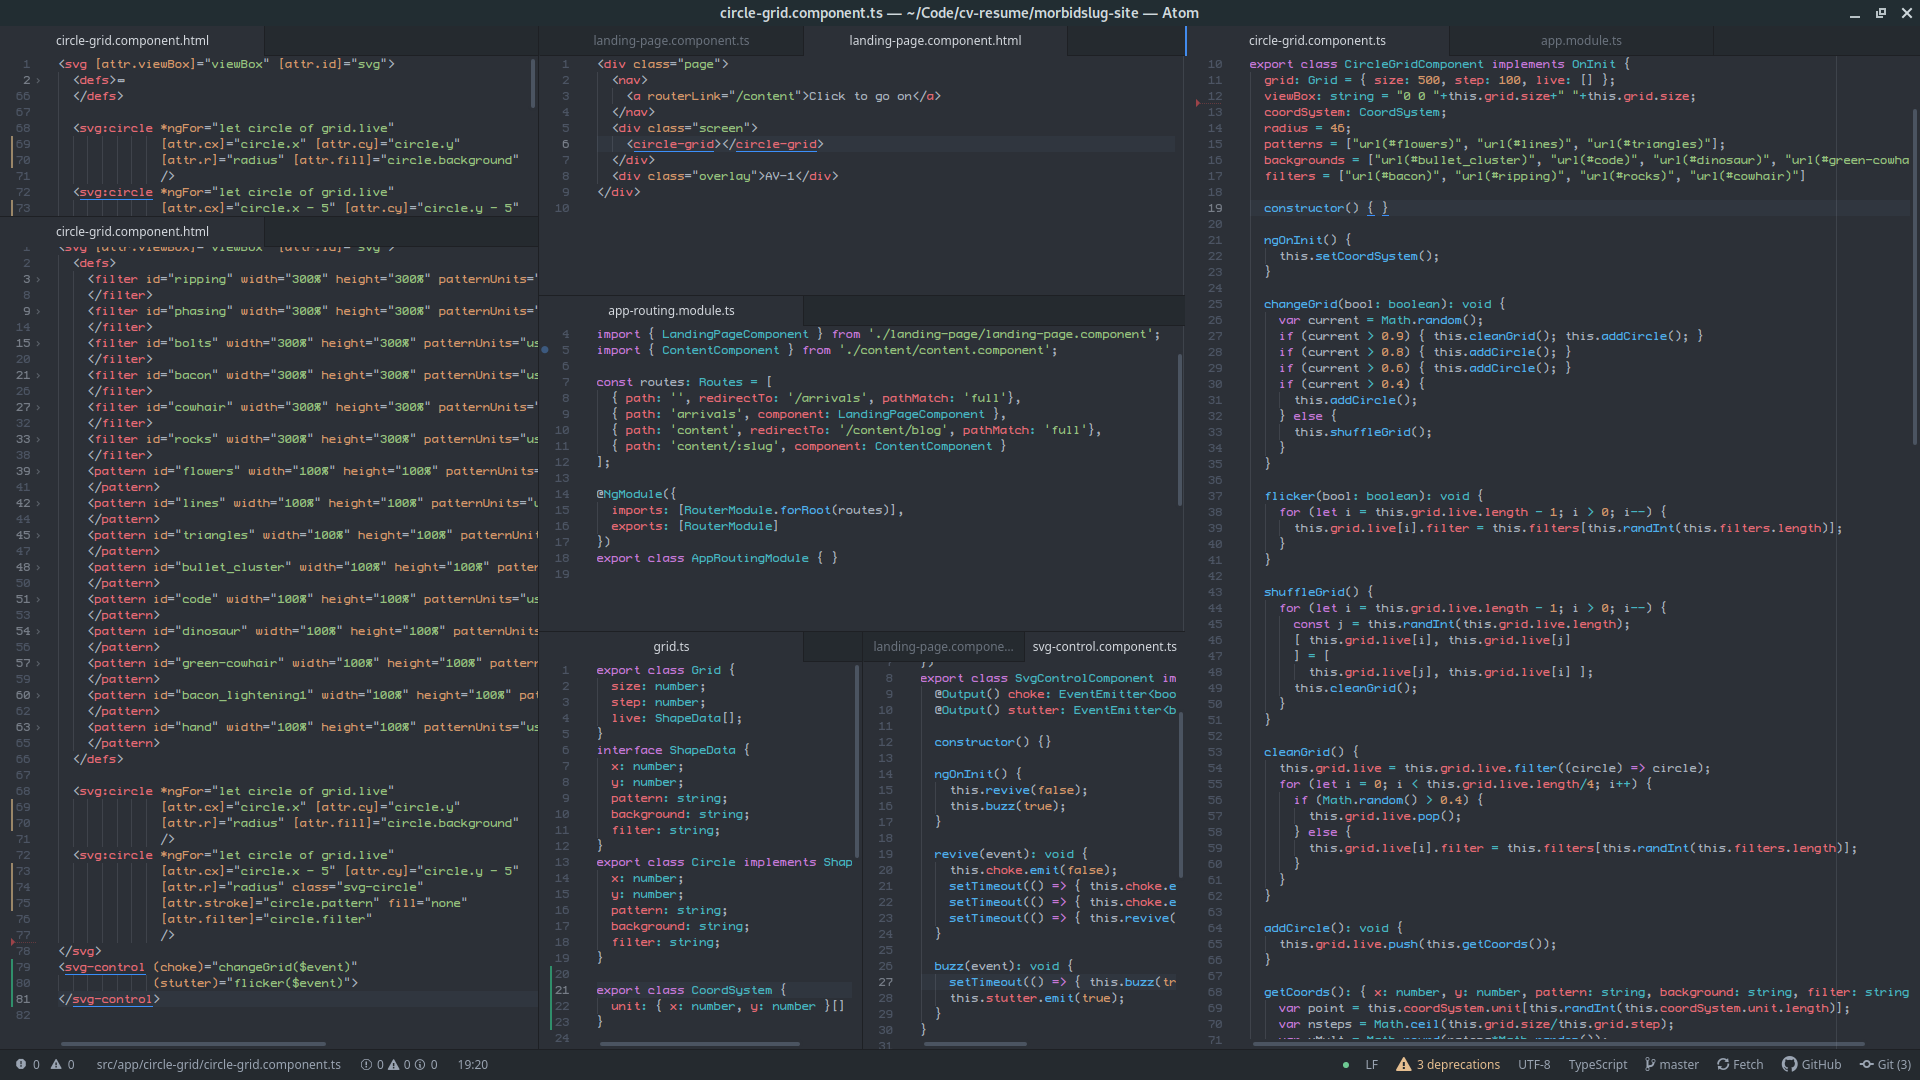 circle-grid.component.ts — ~/Code/cv-resume/morbidslug-site — Atom
circle-grid.component.html
1 <svg [attr.viewBox]="viewBox" [attr.id]="svg">
2 <defs>
66 </defs>
67
68 <svg:circle *ngFor="let circle of grid.live"
69 [attr.cx]="circle.x" [attr.cy]="circle.y"
70 [attr.r]="radius" [attr.fill]="circle.background"
71 />
72 <svg:circle *ngFor="let circle of grid.live"
73 [attr.cx]="circle.x - 5" [attr.cy]="circle.y - 5"
circle-grid.component.html
1 <svg [attr.viewBox]="viewBox" [attr.id]="svg">
2 <defs>
3 <filter id="ripping" width="300%" height="300%" patternUnits="
8 </filter>
9 <filter id="phasing" width="300%" height="300%" patternUnits="
14 </filter>
15 <filter id="bolts" width="300%" height="300%" patternUnits="us
20 </filter>
21 <filter id="bacon" width="300%" height="300%" patternUnits="us
26 </filter>
27 <filter id="cowhair" width="300%" height="300%" patternUnits="
32 </filter>
33 <filter id="rocks" width="300%" height="300%" patternUnits="us
38 </filter>
39 <pattern id="flowers" width="100%" height="100%" patternUnits=
41 </pattern>
42 <pattern id="lines" width="100%" height="100%" patternUnits="u
44 </pattern>
45 <pattern id="triangles" width="100%" height="100%" patternUnit
47 </pattern>
48 <pattern id="bullet_cluster" width="100%" height="100%" patter
50 </pattern>
51 <pattern id="code" width="100%" height="100%" patternUnits="us
53 </pattern>
54 <pattern id="dinosaur" width="100%" height="100%" patternUnits
56 </pattern>
57 <pattern id="green-cowhair" width="100%" height="100%" pattern
59 </pattern>
60 <pattern id="bacon_lightening1" width="100%" height="100%" pat
62 </pattern>
63 <pattern id="hand" width="100%" height="100%" patternUnits="us
65 </pattern>
66 </defs>
67
68 <svg:circle *ngFor="let circle of grid.live"
69 [attr.cx]="circle.x" [attr.cy]="circle.y"
70 [attr.r]="radius" [attr.fill]="circle.background"
71 />
72 <svg:circle *ngFor="let circle of grid.live"
73 [attr.cx]="circle.x - 5" [attr.cy]="circle.y - 5"
74 [attr.r]="radius" class="svg-circle"
75 [attr.stroke]="circle.pattern" fill="none"
76 [attr.filter]="circle.filter"
77 />
78 </svg>
79 <svg-control (choke)="changeGrid($event)"
80 (stutter)="flicker($event)">
81 </svg-control>
82
landing-page.component.ts landing-page.component.html
1 <div class="page">
2 <nav>
3 <a routerLink="/content">Click to go on</a>
4 </nav>
5 <div class="screen">
6 <circle-grid></circle-grid>
7 </div>
8 <div class="overlay">AV-1</div>
9 </div>
10
app-routing.module.ts
4 import { LandingPageComponent } from './landing-page/landing-page.component';
5 import { ContentComponent } from './content/content.component';
6
7 const routes: Routes = [
8 { path: '', redirectTo: '/arrivals', pathMatch: 'full'},
9 { path: 'arrivals', component: LandingPageComponent },
10 { path: 'content', redirectTo: '/content/blog', pathMatch: 'full'},
11 { path: 'content/:slug', component: ContentComponent }
12 ];
13
14 @NgModule({
15 imports: [RouterModule.forRoot(routes)],
16 exports: [RouterModule]
17 })
18 export class AppRoutingModule { }
19
grid.ts
1 export class Grid {
2 size: number;
3 step: number;
4 live: ShapeData[];
5 }
6 interface ShapeData {
7 x: number;
8 y: number;
9 pattern: string;
10 background: string;
11 filter: string;
12 }
13 export class Circle implements Shap
14 x: number;
15 y: number;
16 pattern: string;
17 background: string;
18 filter: string;
19 }
20
21 export class CoordSystem {
22 unit: { x: number, y: number }[]
23 }
24
landing-page.compone... svg-control.component.ts
7 })
8 export class SvgControlComponent im
9 @Output() choke: EventEmitter<boo
10 @Output() stutter: EventEmitter<b
11
12 constructor() {}
13
14 ngOnInit() {
15 this.revive(false);
16 this.buzz(true);
17 }
18
19 revive(event): void {
20 this.choke.emit(false);
21 setTimeout(() => { this.choke.e
22 setTimeout(() => { this.choke.e
23 setTimeout(() => { this.revive(
24 }
25
26 buzz(event): void {
27 setTimeout(() => { this.buzz(tr
28 this.stutter.emit(true);
29 }
30 }
31
circle-grid.component.ts app.module.ts
10 export class CircleGridComponent implements OnInit {
11 grid: Grid = { size: 500, step: 100, live: [] };
12 viewBox: string = "0 0 "+this.grid.size+" "+this.grid.size;
13 coordSystem: CoordSystem;
14 radius = 46;
15 patterns = ["url(#flowers)", "url(#lines)", "url(#triangles)"];
16 backgrounds = ["url(#bullet_cluster)", "url(#code)", "url(#dinosaur)", "url(#green-cowha
17 filters = ["url(#bacon)", "url(#ripping)", "url(#rocks)", "url(#cowhair)"]
18
19 constructor() { }
20
21 ngOnInit() {
22 this.setCoordSystem();
23 }
24
25 changeGrid(bool: boolean): void {
26 var current = Math.random();
27 if (current > 0.9) { this.cleanGrid(); this.addCircle(); }
28 if (current > 0.8) { this.addCircle(); }
29 if (current > 0.6) { this.addCircle(); }
30 if (current > 0.4) {
31 this.addCircle();
32 } else {
33 this.shuffleGrid();
34 }
35 }
36
37 flicker(bool: boolean): void {
38 for (let i = this.grid.live.length - 1; i > 0; i--) {
39 this.grid.live[i].filter = this.filters[this.randInt(this.filters.length)];
40 }
41 }
42
43 shuffleGrid() {
44 for (let i = this.grid.live.length - 1; i > 0; i--) {
45 const j = this.randInt(this.grid.live.length);
46 [ this.grid.live[i], this.grid.live[j]
47 ] = [
48 this.grid.live[j], this.grid.live[i] ];
49 this.cleanGrid();
50 }
51 }
52
53 cleanGrid() {
54 this.grid.live = this.grid.live.filter((circle) => circle);
55 for (let i = 0; i < this.grid.live.length/4; i++) {
56 if (Math.random() > 0.4) {
57 this.grid.live.pop();
58 } else {
59 this.grid.live[i].filter = this.filters[this.randInt(this.filters.length)];
60 }
61 }
62 }
63
64 addCircle(): void {
65 this.grid.live.push(this.getCoords());
66 }
67
68 getCoords(): { x: number, y: number, pattern: string, background: string, filter: string
69 var point = this.coordSystem.unit[this.randInt(this.coordSystem.unit.length)];
70 var nsteps = Math.ceil(this.grid.size/this.grid.step);
71
0 0 src/app/circle-grid/circle-grid.component.ts 0 0 0 19:20 LF 3 deprecations UTF-8 TypeScript master Fetch GitHub Git (3)